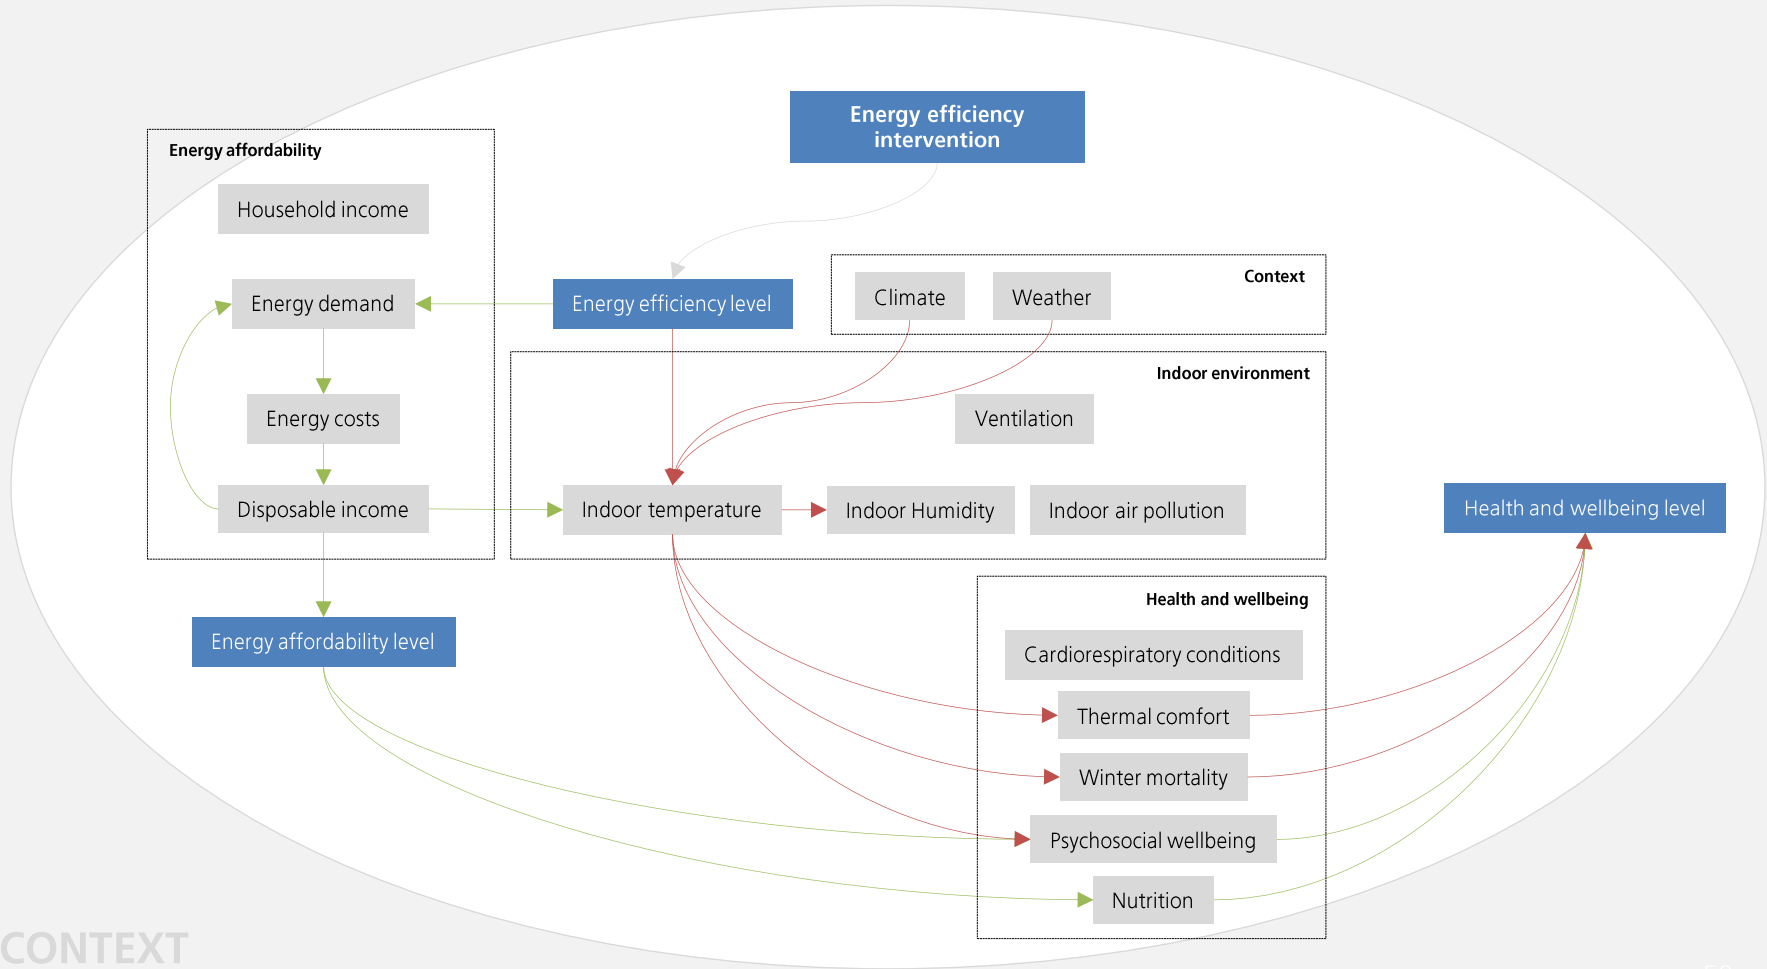 Energy efficiency
intervention
Energy affordability
Household income
Energy demand
Energy efficiency level
Context
Climate
Weather
Indoor environment
Energy costs
Ventilation
Disposable income
Indoor temperature
Indoor Humidity
Indoor air pollution
Health and wellbeing level
Health and wellbeing
Energy affordability level
Cardiorespiratory conditions
Thermal comfort
Winter mortality
Psychosocial wellbeing
Nutrition
CONTEXT